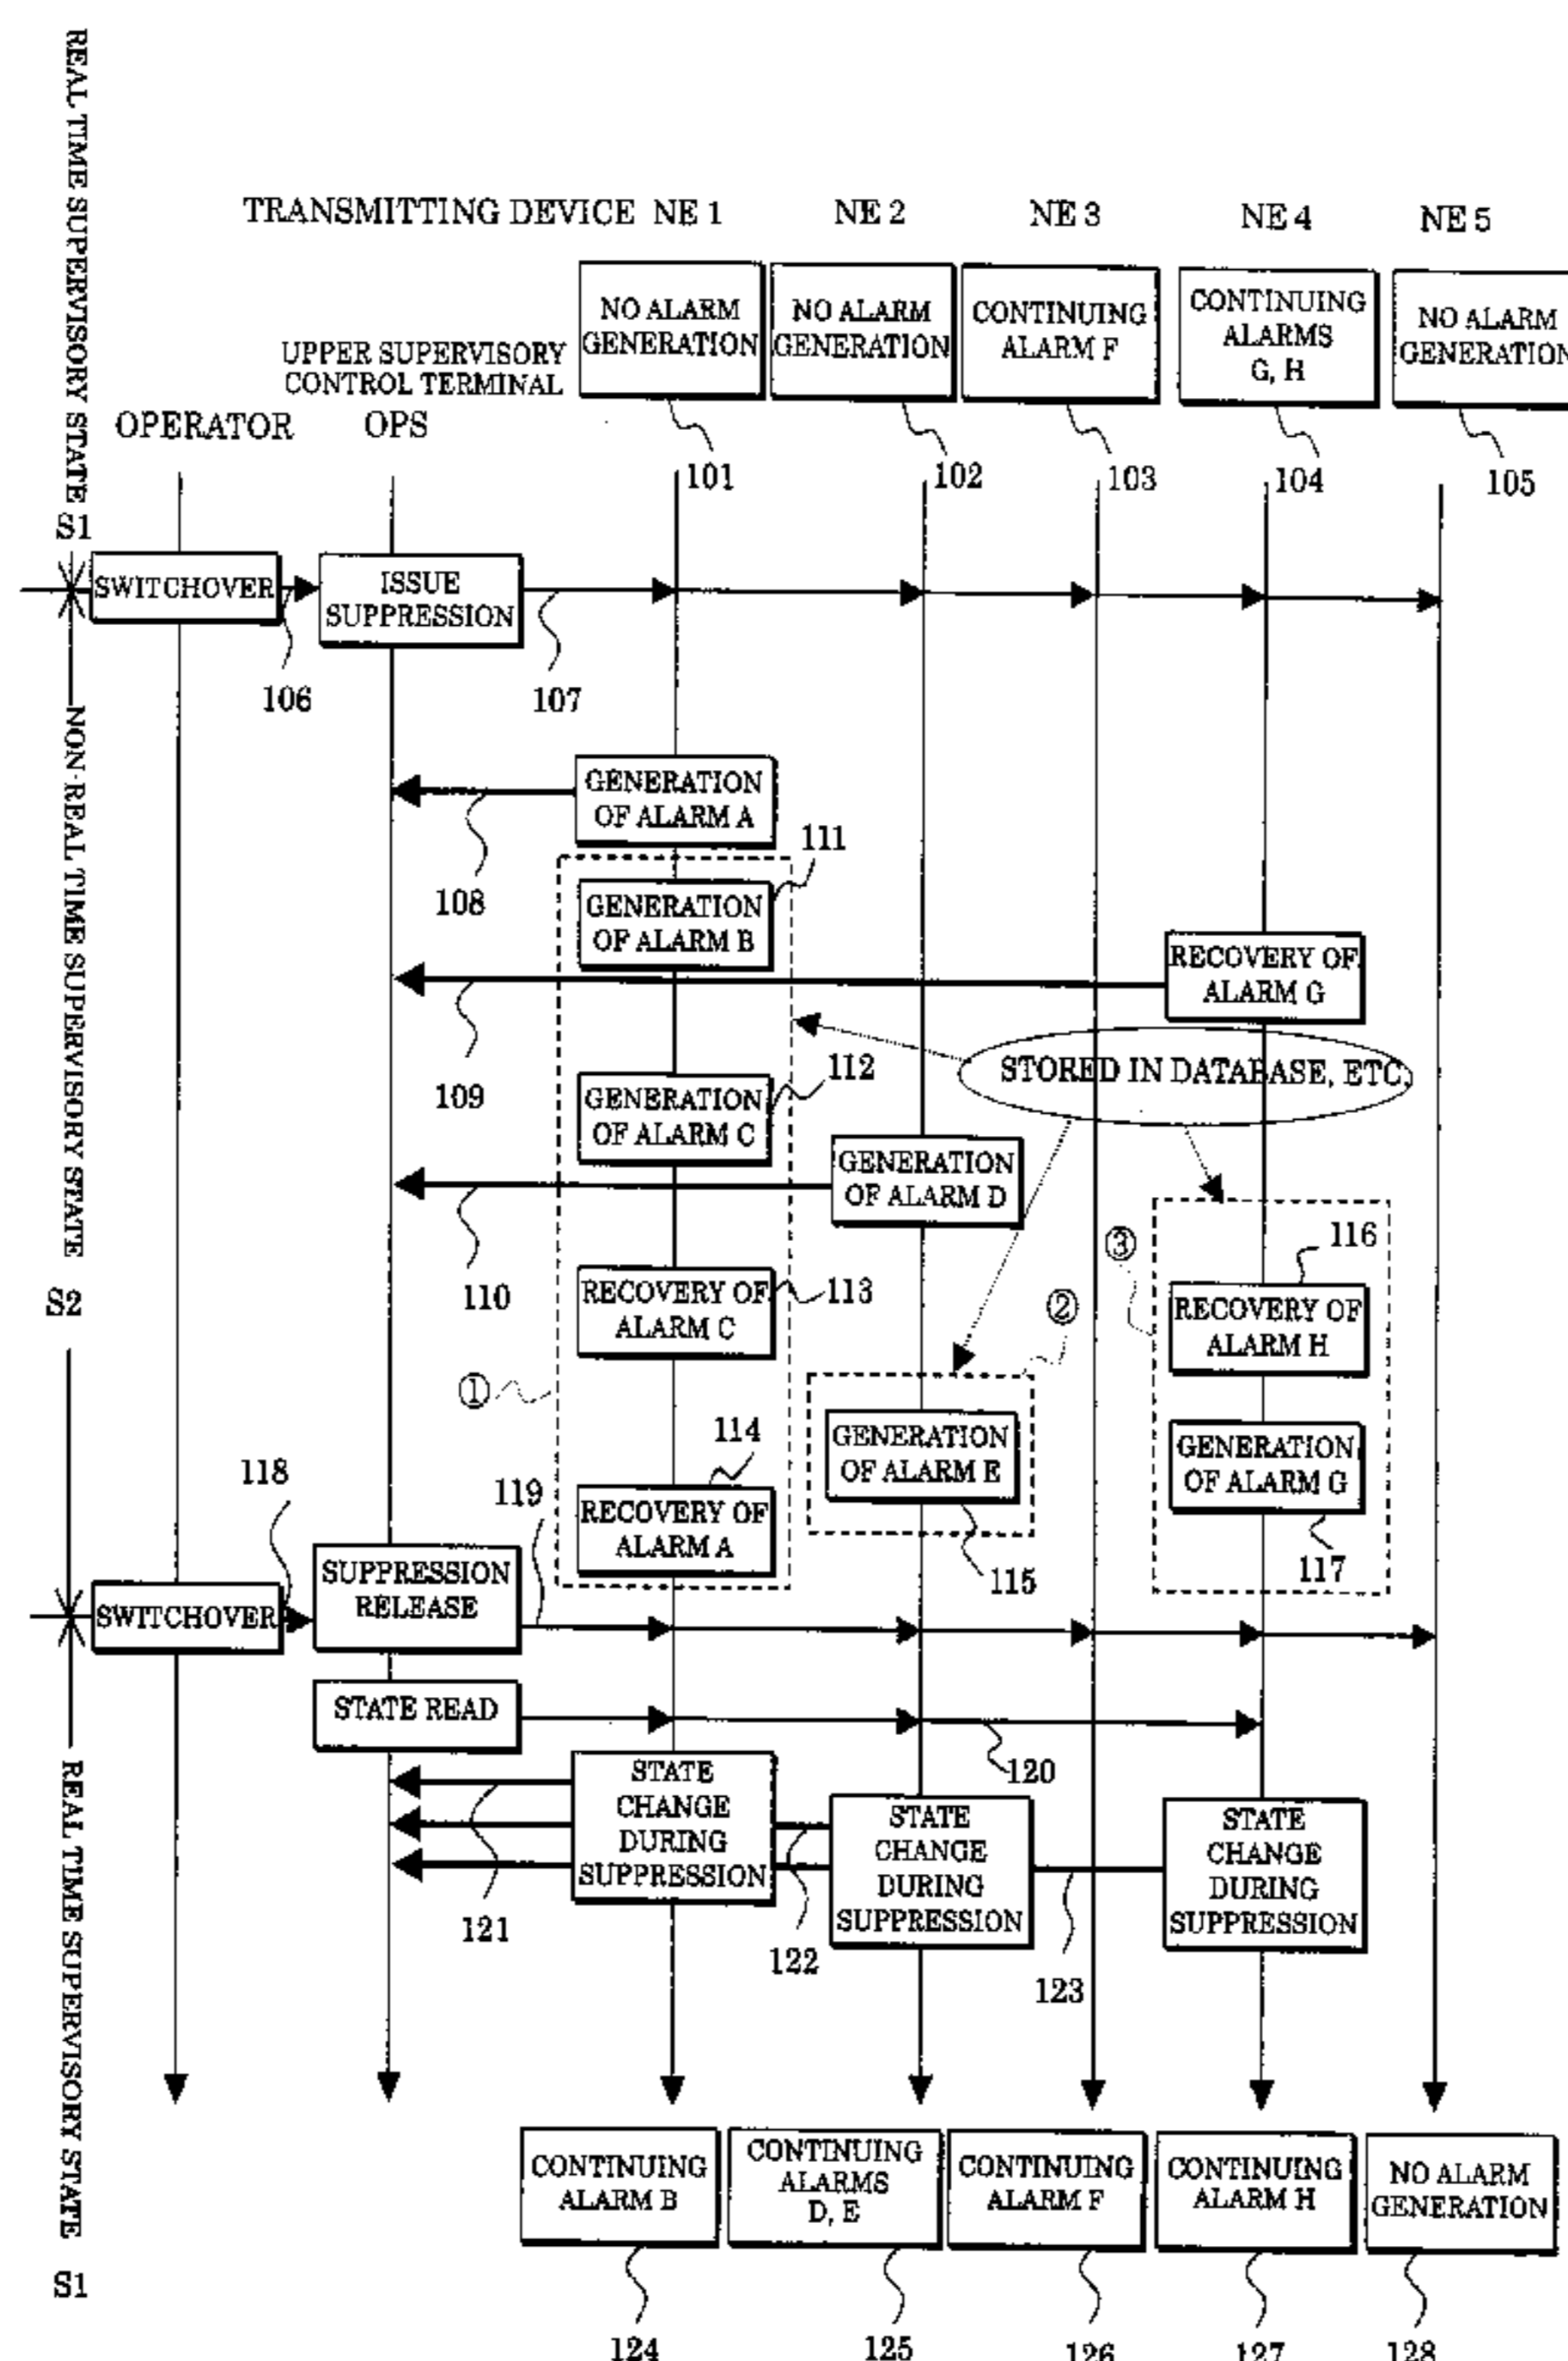 REAL TIME SUPERVISORY STATE
S1
TRANSMITTING DEVICE NE 1
NE 2
NE 3
NE 4
NE 5
NO ALARM
GENERATION
NO ALARM
GENERATION
CONTINUING
ALARM F
CONTINUING
ALARMS
G, H
NO ALARM
GENERATION
UPPER SUPERVISORY
CONTROL TERMINAL
OPERATOR
OPS
101
102
103
104
105
SWITCHOVER
ISSUE
SUPPRESSION
106
107
NON-REAL TIME SUPERVISORY STATE
S2
GENERATION
OF ALARM A
108
111
GENERATION
OF ALARM B
RECOVERY OF
ALARM G
109
STORED IN DATABASE, ETC.
112
GENERATION
OF ALARM C
GENERATION
OF ALARM D
110
③
116
113
RECOVERY OF
ALARM C
②
RECOVERY OF
ALARM H
①
GENERATION
OF ALARM E
GENERATION
OF ALARM G
114
RECOVERY OF
ALARM A
115
117
118
119
SWITCHOVER
SUPPRESSION
RELEASE
STATE READ
120
REAL TIME SUPERVISORY STATE
S1
STATE
CHANGE
DURING
SUPPRESSION
STATE
CHANGE
DURING
SUPPRESSION
STATE
CHANGE
DURING
SUPPRESSION
121
122
123
CONTINUING
ALARM B
CONTINUING
ALARMS
D, E
CONTINUING
ALARM F
CONTINUING
ALARM H
NO ALARM
GENERATION
124
125
126
127
128